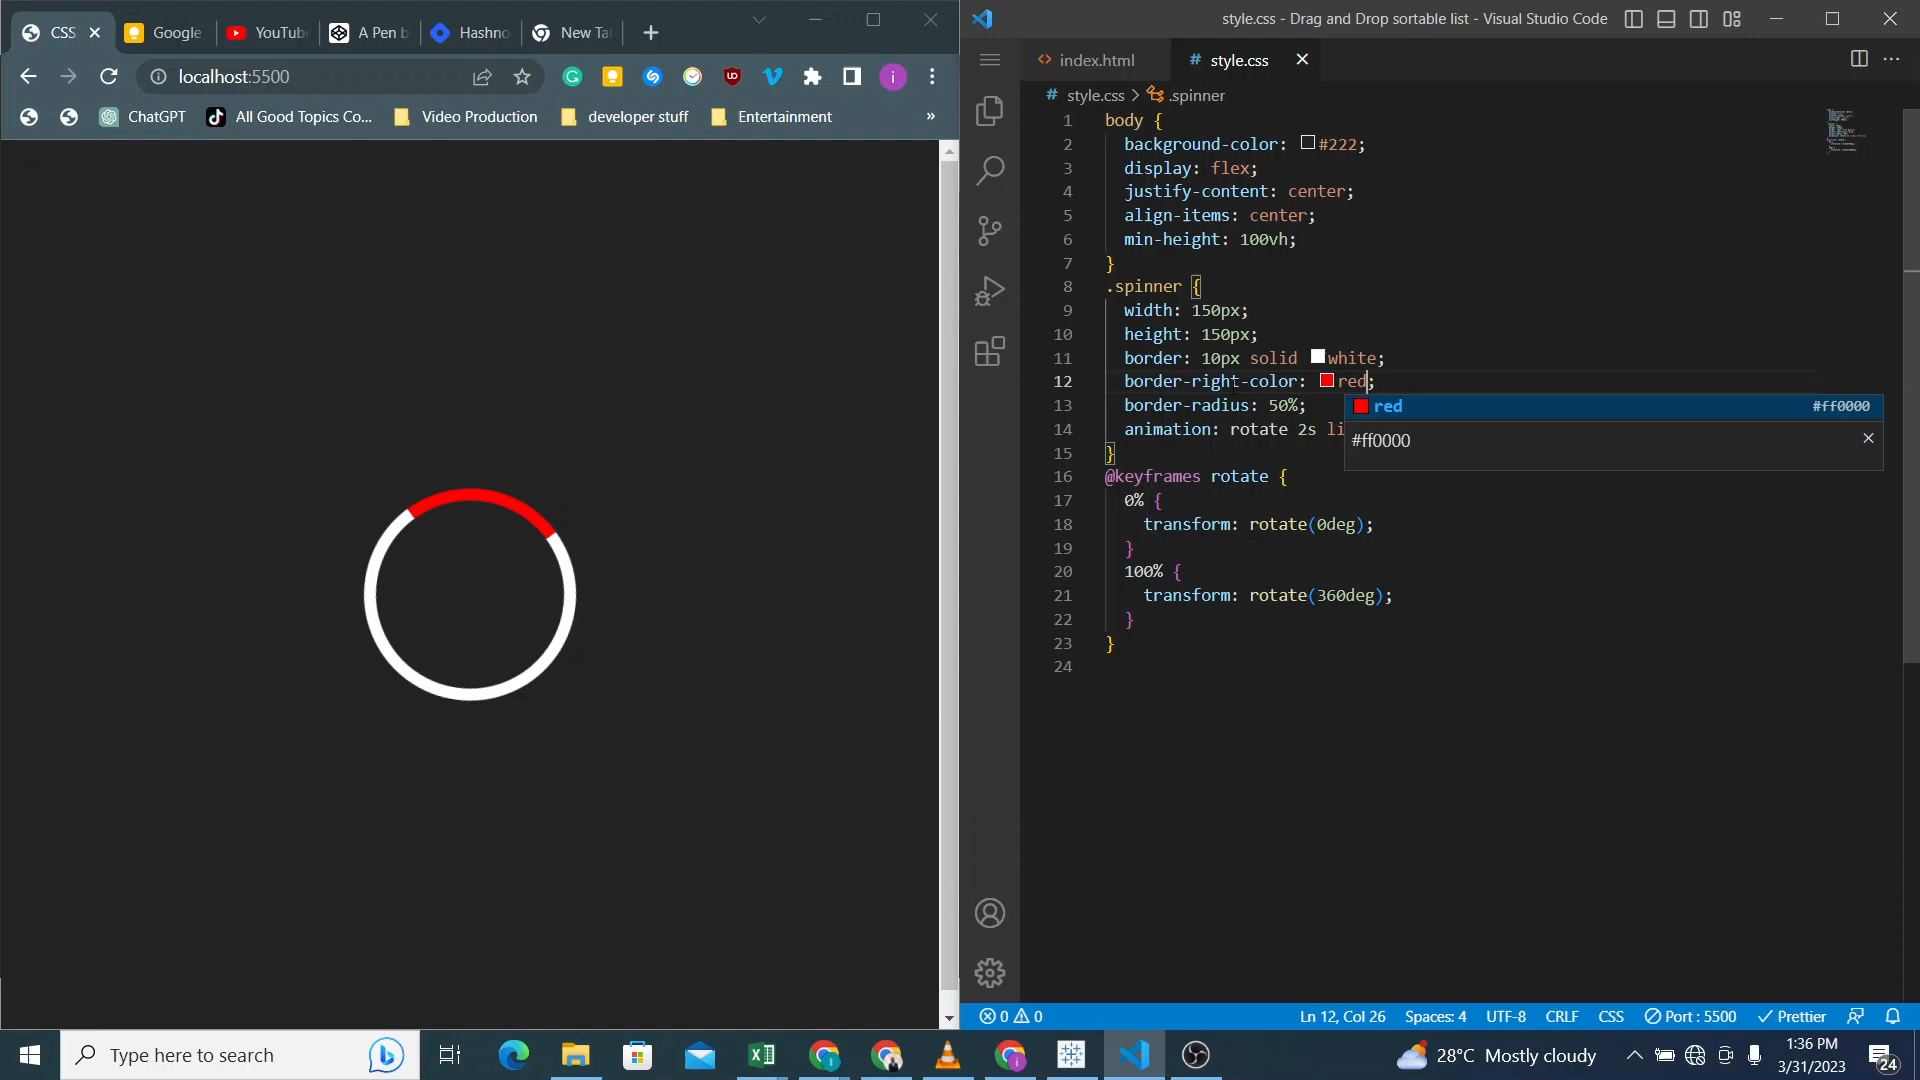 CSS
Google
YouTub
A Pen b
Hashno
New Ta
localhost:5500
ChatGPT
All Good Topics Co...
Video Production
developer stuff
Entertainment
»
style.css - Drag and Drop sortable list - Visual Studio Code
index.html
# style.css
# style.css > .spinner
1 body {
2 background-color: #222;
3 display: flex;
4 justify-content: center;
5 align-items: center;
6 min-height: 100vh;
7 }
8 .spinner {
9 width: 150px;
10 height: 150px;
11 border: 10px solid white;
12 border-right-color: red;
13 border-radius: 50%;
14 animation: rotate 2s li
15 }
16 @keyframes rotate {
17 0% {
18 transform: rotate(0deg);
19 }
20 100% {
21 transform: rotate(360deg);
22 }
23 }
24
red #ff0000
#ff0000
0 0
Ln 12, Col 26
Spaces: 4
UTF-8
CRLF
CSS
Port : 5500
Prettier
Type here to search
28°C Mostly cloudy
1:36 PM
3/31/2023
24